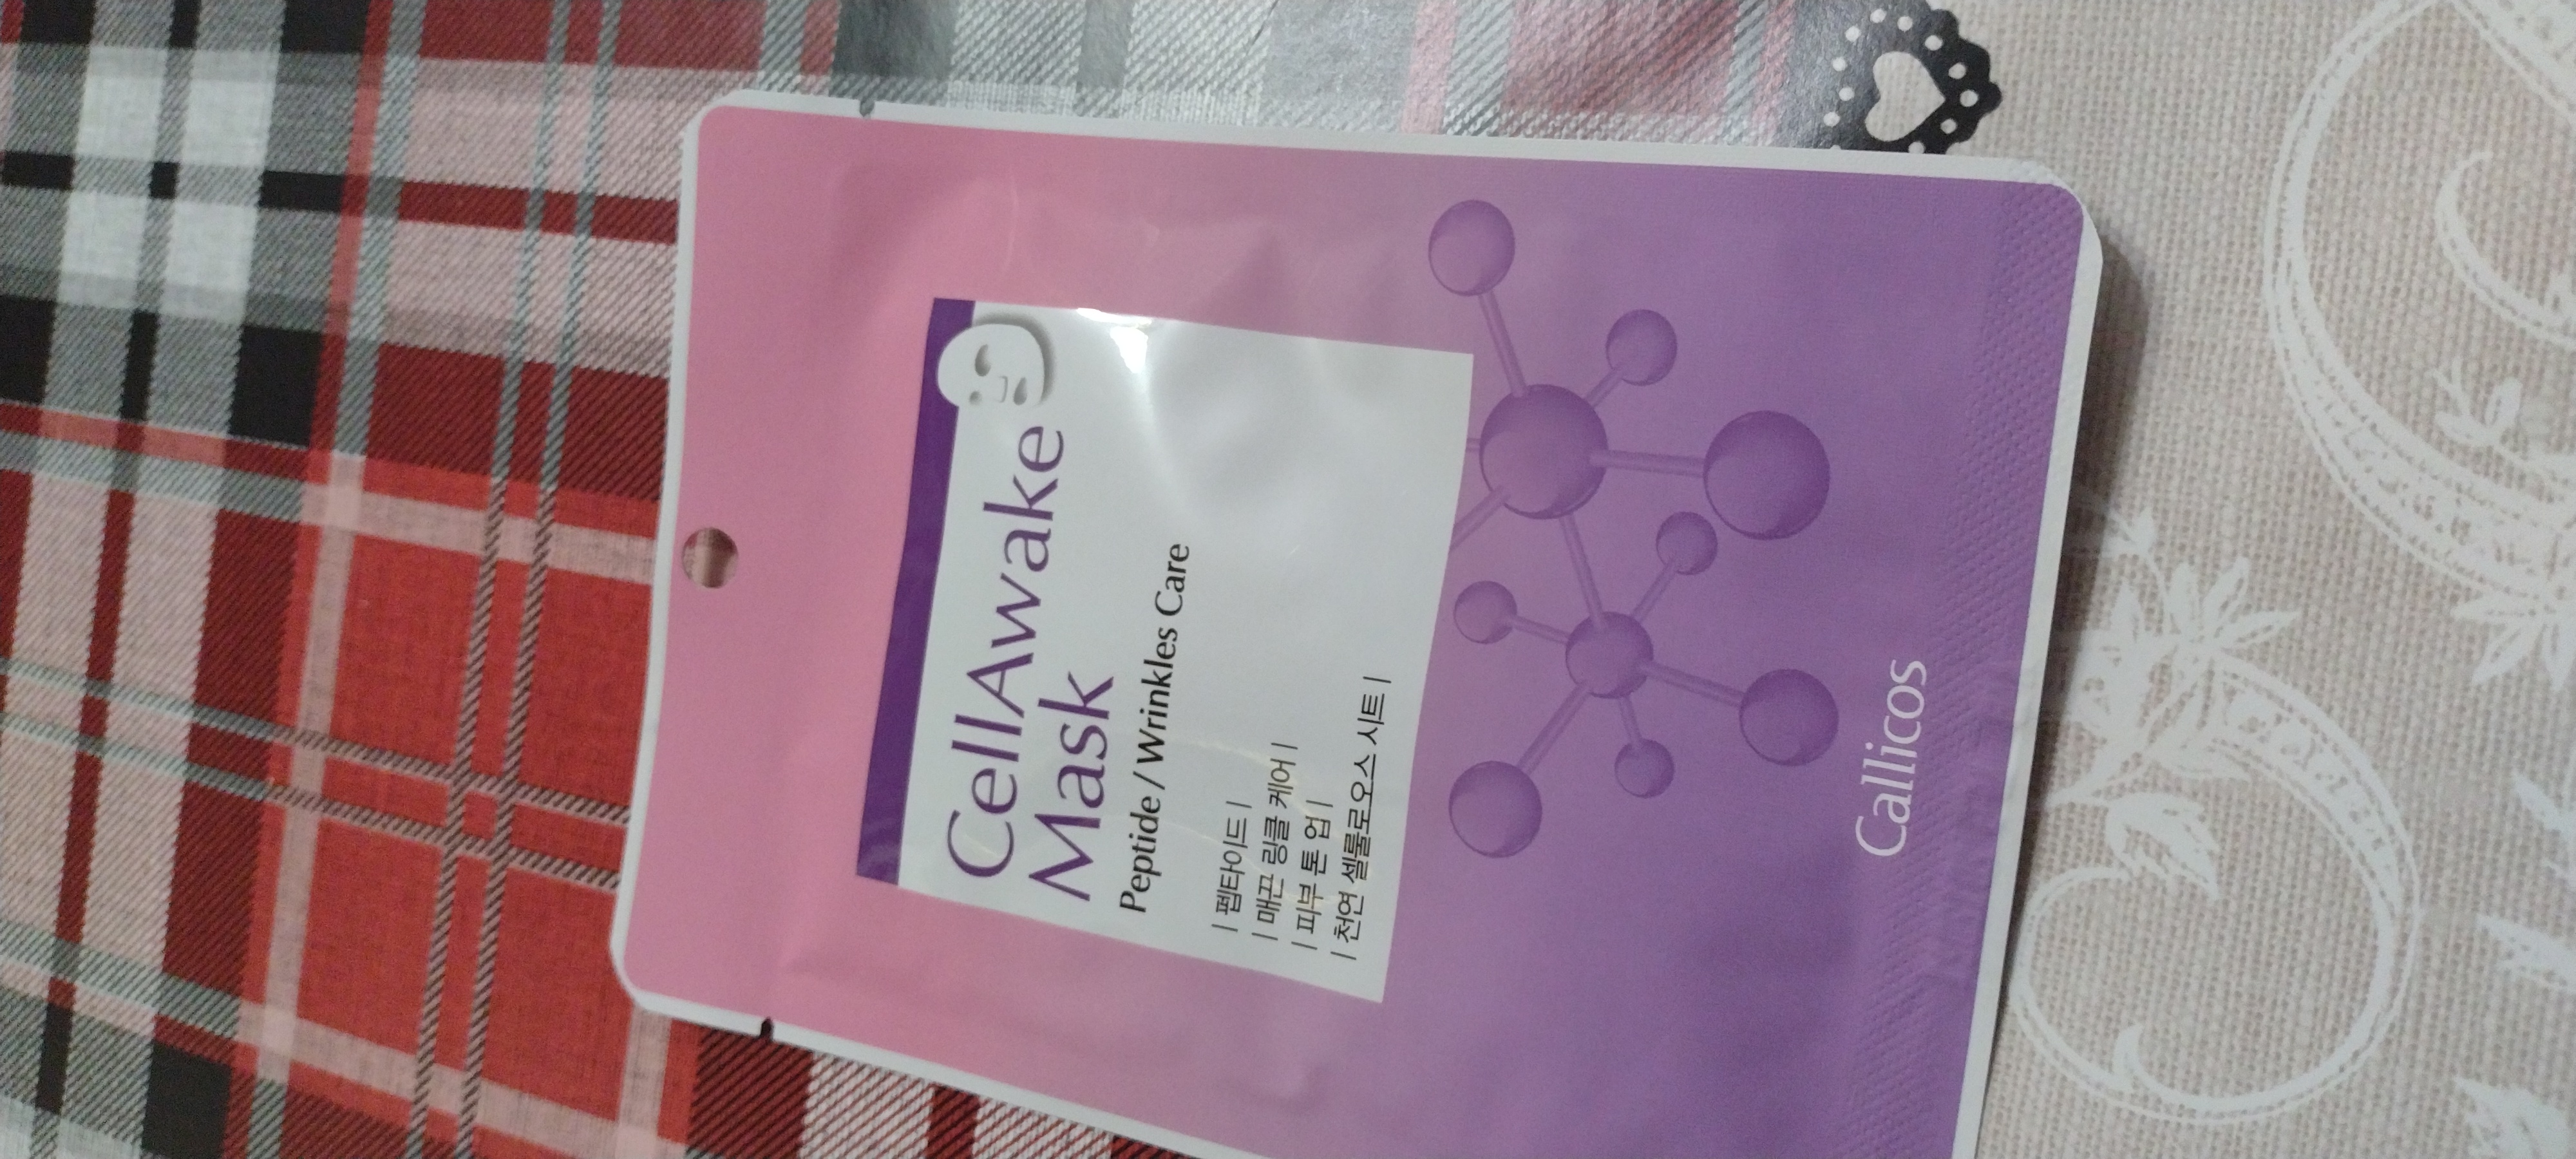 CellAwake
Mask
Peptide / Wrinkles Care
| 펩타이드 |
| 매끈 링클 케어 |
| 피부 톤 업 |
| 천연 셀룰로오스 시트 |
Callicos